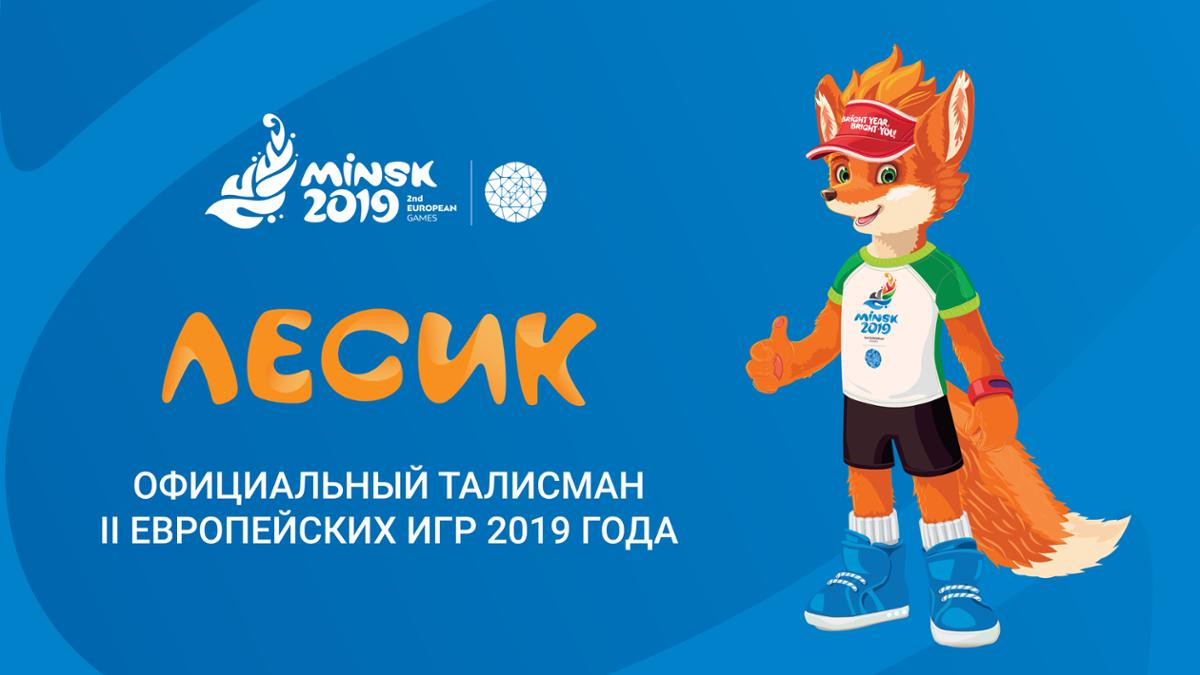 MINSK
2019 2nd
EUROPEAN
GAMES
ЛЕСИК
ОФИЦИАЛЬНЫЙ ТАЛИСМАН
II ЕВРОПЕЙСКИХ ИГР 2019 ГОДА
BRIGHT YEAR,
BRIGHT YOU!
MINSK
2019